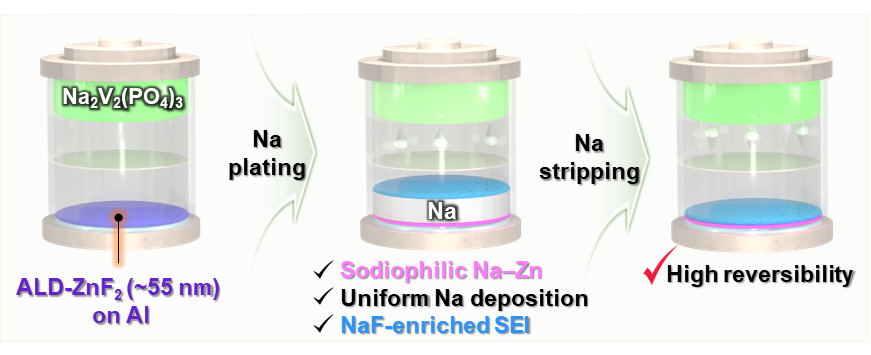 Na₂V₂(PO₄)₃
Na
plating
Na
Na
stripping
ALD-ZnF₂ (~55 nm)
on Al
✓ Sodiophilic Na–Zn
✓ Uniform Na deposition
✓ NaF-enriched SEI
✓High reversibility